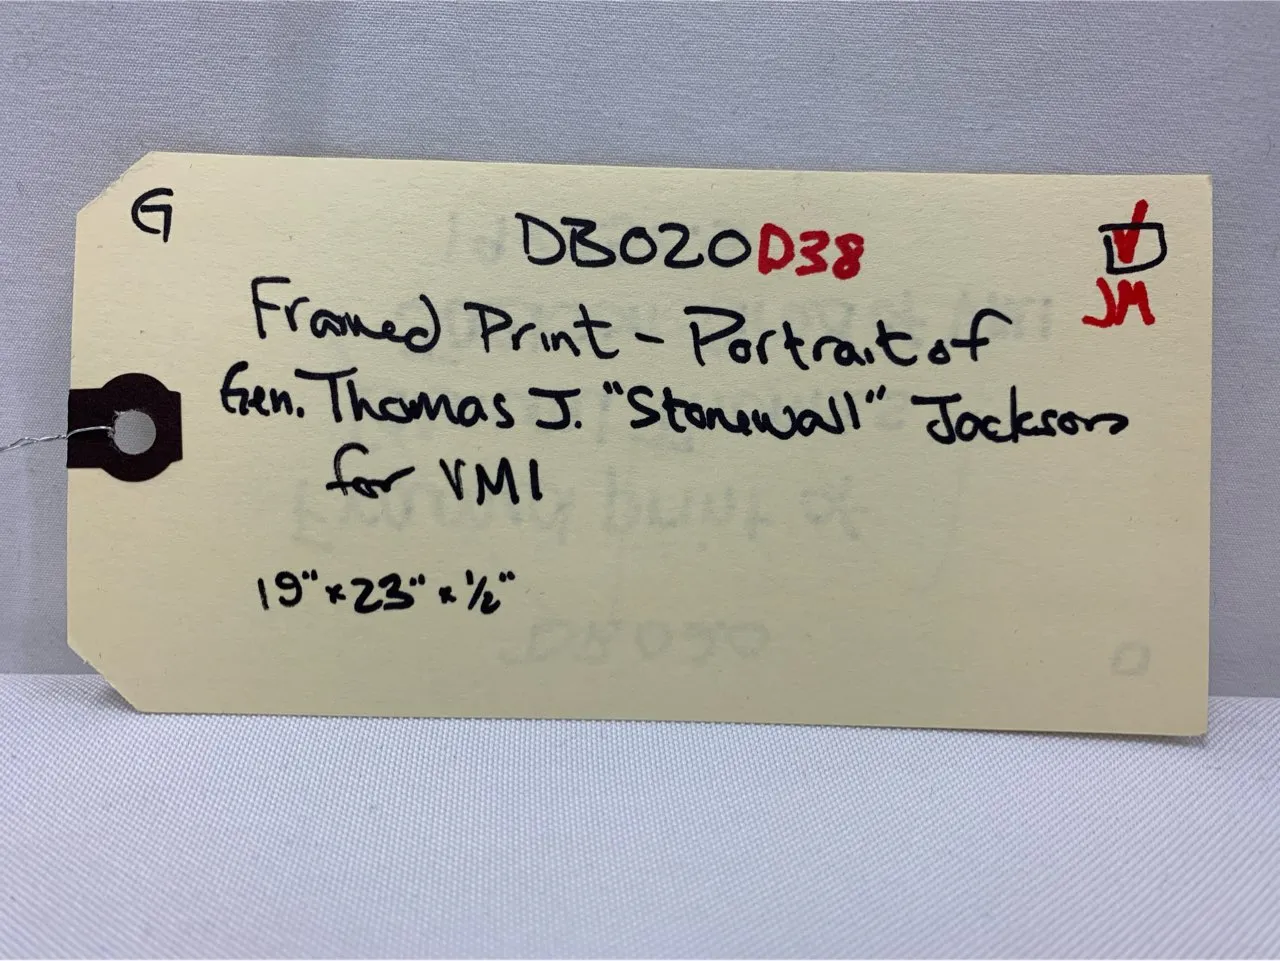 G
DB020D38
JM
Framed Print - Portrait of
Gen. Thomas J. "Stonewall" Jackson
for VMI
19" x 23" x 1/2"